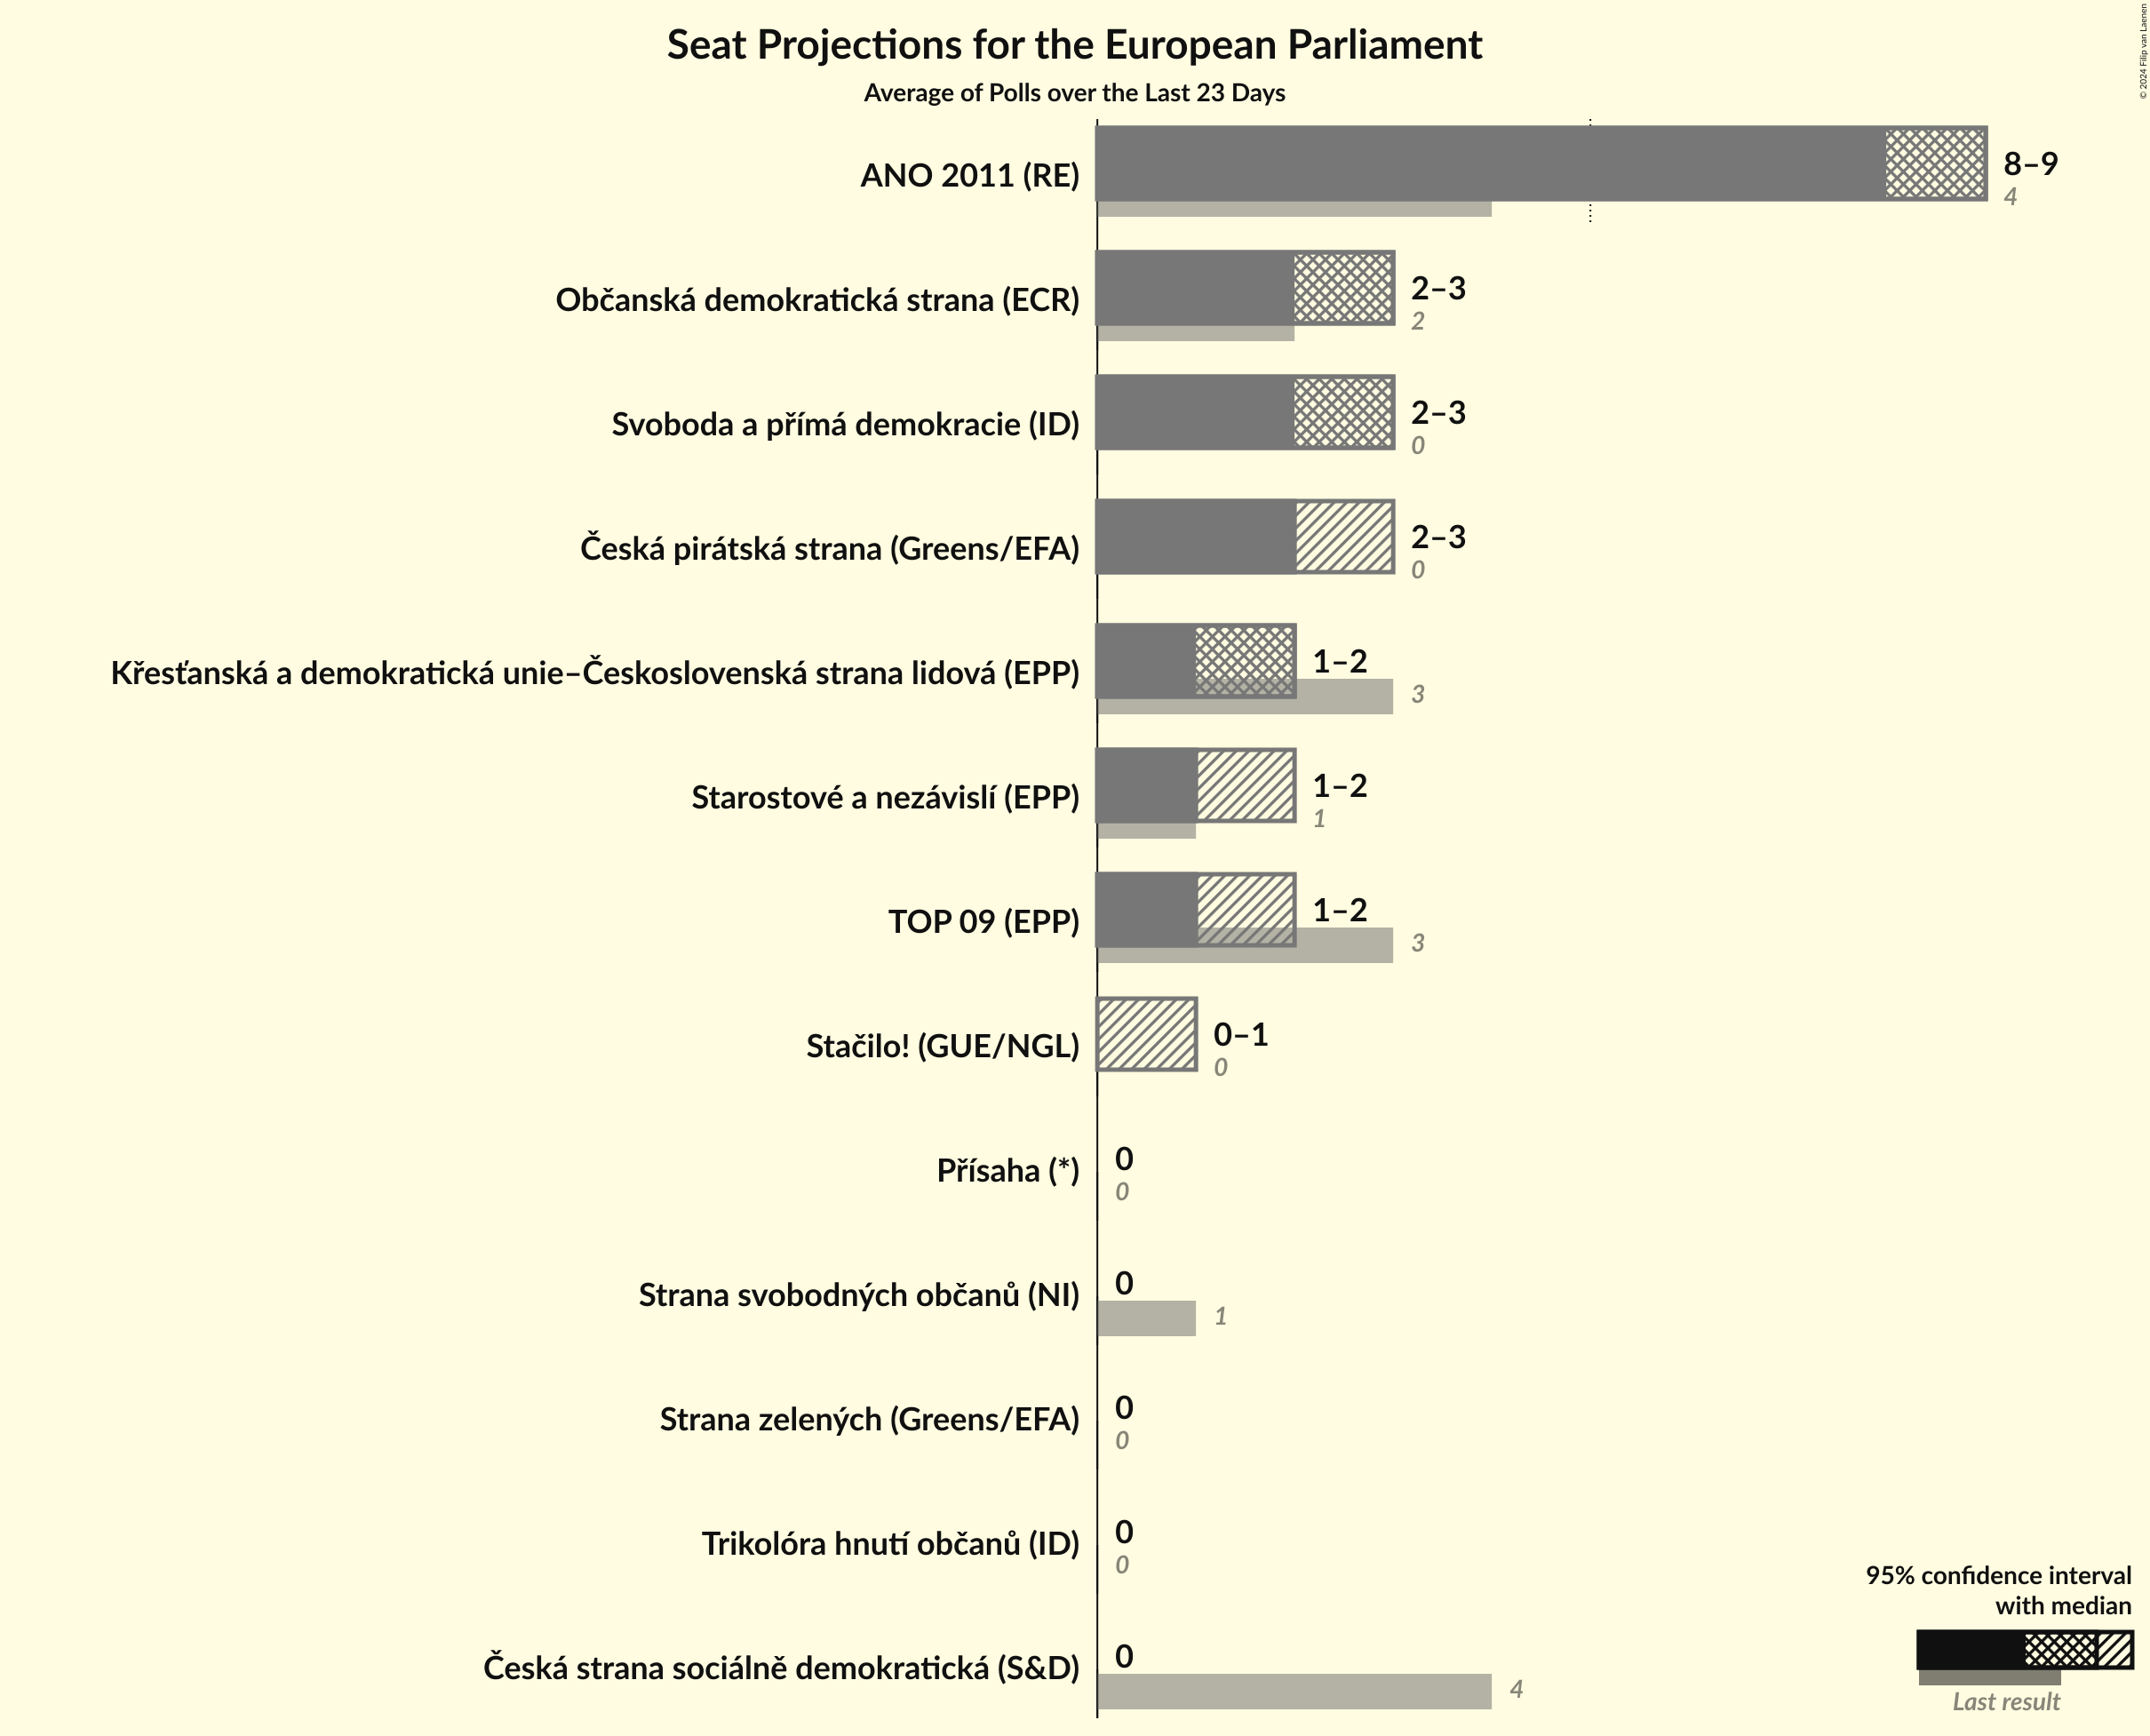 Seat Projections for the European Parliament
Average of Polls over the Last 23 Days
© 2024 Filip van Laenen
ANO 2011 (RE)
8–9
4
Občanská demokratická strana (ECR)
2–3
2
Svoboda a přímá demokracie (ID)
2–3
0
Česká pirátská strana (Greens/EFA)
2–3
0
Křesťanská a demokratická unie–Československá strana lidová (EPP)
1–2
3
Starostové a nezávislí (EPP)
1–2
1
TOP 09 (EPP)
1–2
3
Stačilo! (GUE/NGL)
0–1
0
Přísaha (*)
0
0
Strana svobodných občanů (NI)
0
1
Strana zelených (Greens/EFA)
0
0
Trikolóra hnutí občanů (ID)
0
0
Česká strana sociálně demokratická (S&D)
0
4
95% confidence interval
with median
Last result